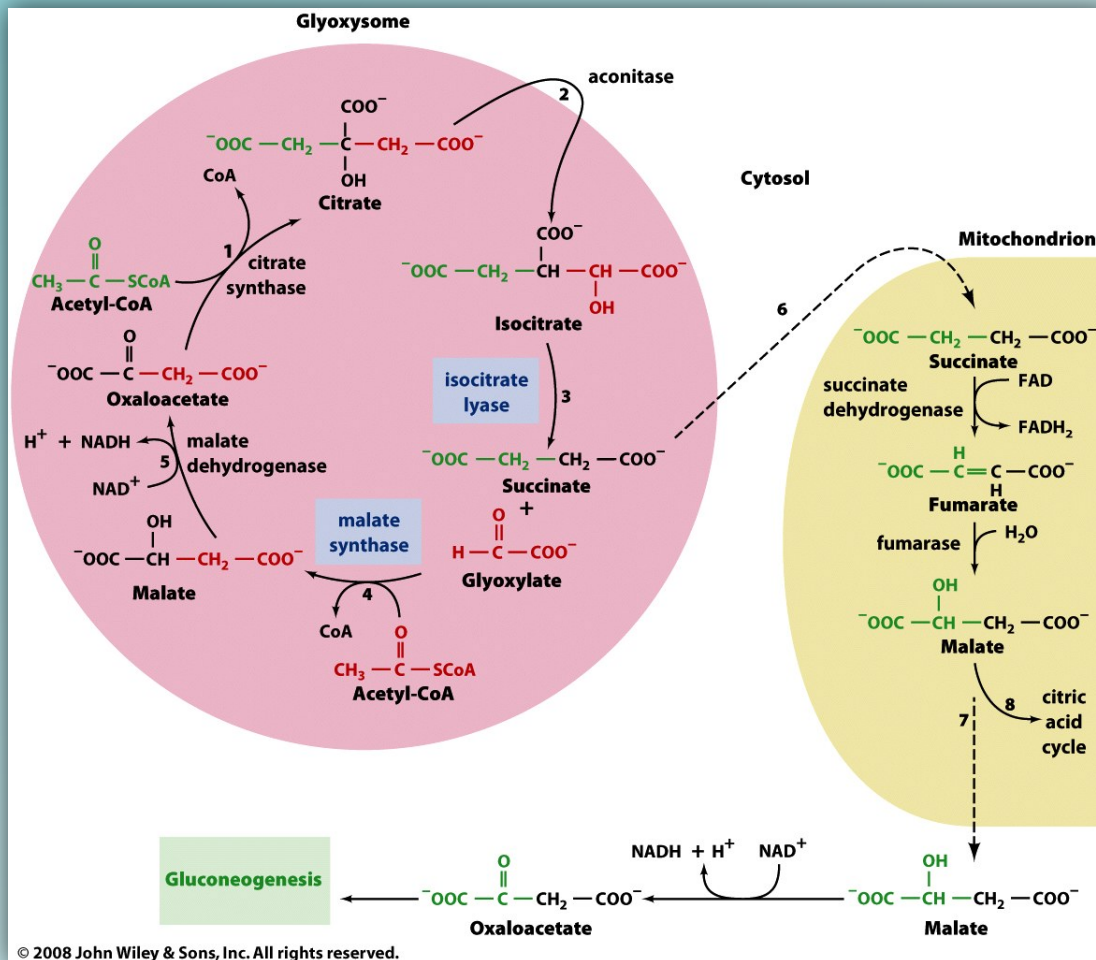 Glyoxysome
aconitase
2
COO⁻
⁻OOC — CH₂ — C — CH₂ — COO⁻
OH
Citrate
CoA
1
citrate
synthase
O
CH₃ — C — SCoA
Acetyl-CoA
Cytosol
COO⁻
⁻OOC — CH₂ — CH — CH — COO⁻
OH
Isocitrate
Mitochondrion
6
O
⁻OOC — C — CH₂ — COO⁻
Oxaloacetate
isocitrate
lyase
3
⁻OOC — CH₂ — CH₂ — COO⁻
Succinate
succinate
dehydrogenase
FAD
FADH₂
H⁺ + NADH
malate
dehydrogenase
5
NAD⁺
⁻OOC — CH₂ — CH₂ — COO⁻
Succinate
+
H
⁻OOC — C = C — COO⁻
H
Fumarate
OH
⁻OOC — CH — CH₂ — COO⁻
Malate
malate
synthase
O
H — C — COO⁻
Glyoxylate
fumarase
H₂O
4
CoA
O
CH₃ — C — SCoA
Acetyl-CoA
OH
⁻OOC — CH — CH₂ — COO⁻
Malate
7
8
citric
acid
cycle
Gluconeogenesis
O
⁻OOC — C — CH₂ — COO⁻
Oxaloacetate
NADH + H⁺
NAD⁺
OH
⁻OOC — CH — CH₂ — COO⁻
Malate
© 2008 John Wiley & Sons, Inc. All rights reserved.